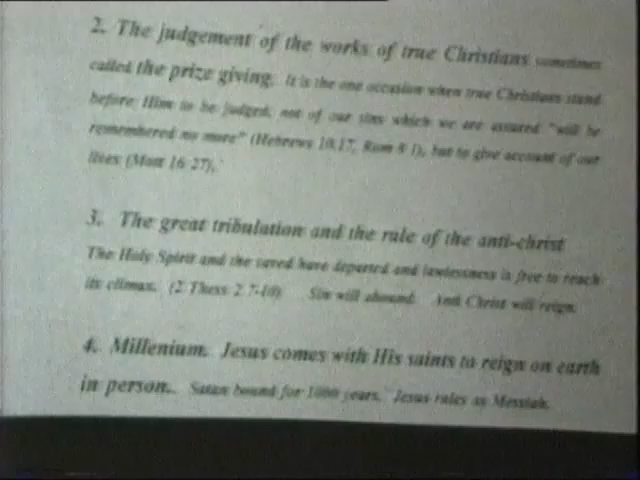 2. The judgement of the works of true Christians sometimes
called the prize giving. It is the one occasion when true Christians stand
before Him to be judged, not of our sins which we are assured "will be
remembered no more" (Hebrews 10:17, Rom 8:1), but to give account of our
lives (Matt 16:27).
3. The great tribulation and the rule of the anti-christ
The Holy Spirit and the saved have departed and lawlessness is free to reach
its climax. (2 Thess 2:7-10) Sin will abound. Anti Christ will reign.
4. Millenium. Jesus comes with His saints to reign on earth
in person.. Satan bound for 1000 years. Jesus rules as Messiah.